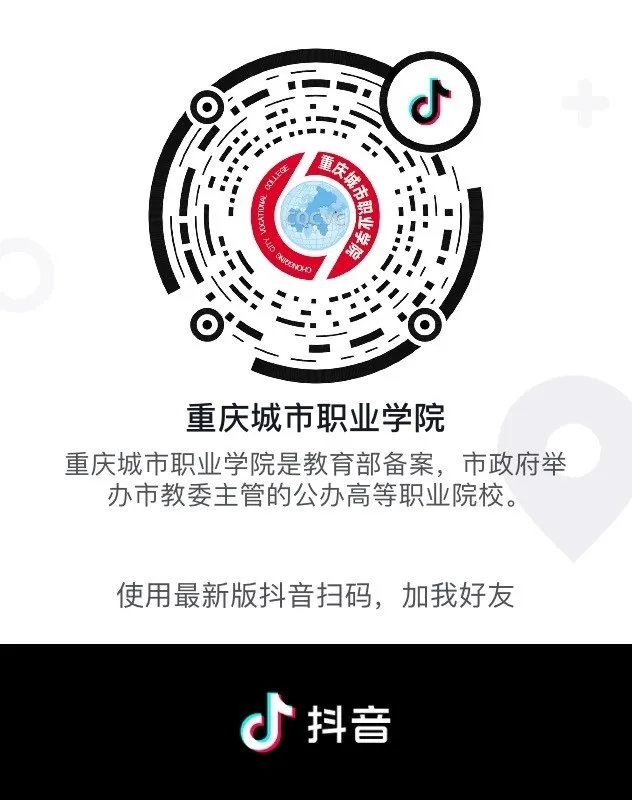 重庆城市职业学院
CHONGQING CITY VOCATIONAL COLLEGE
CQCVC
重庆城市职业学院
重庆城市职业学院是教育部备案，市政府举
办市教委主管的公办高等职业院校。
使用最新版抖音扫码，加我好友
抖音